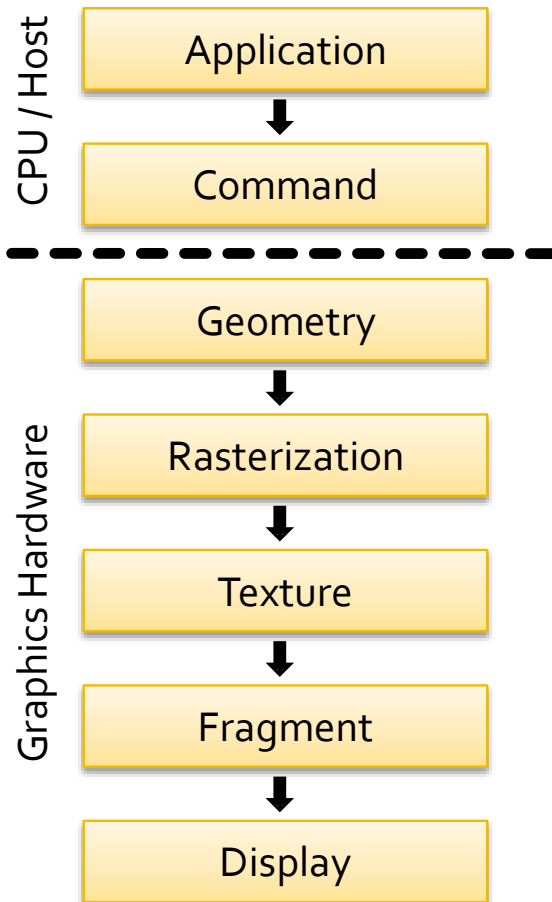 CPU / Host
Application
Command
Graphics Hardware
Geometry
Rasterization
Texture
Fragment
Display